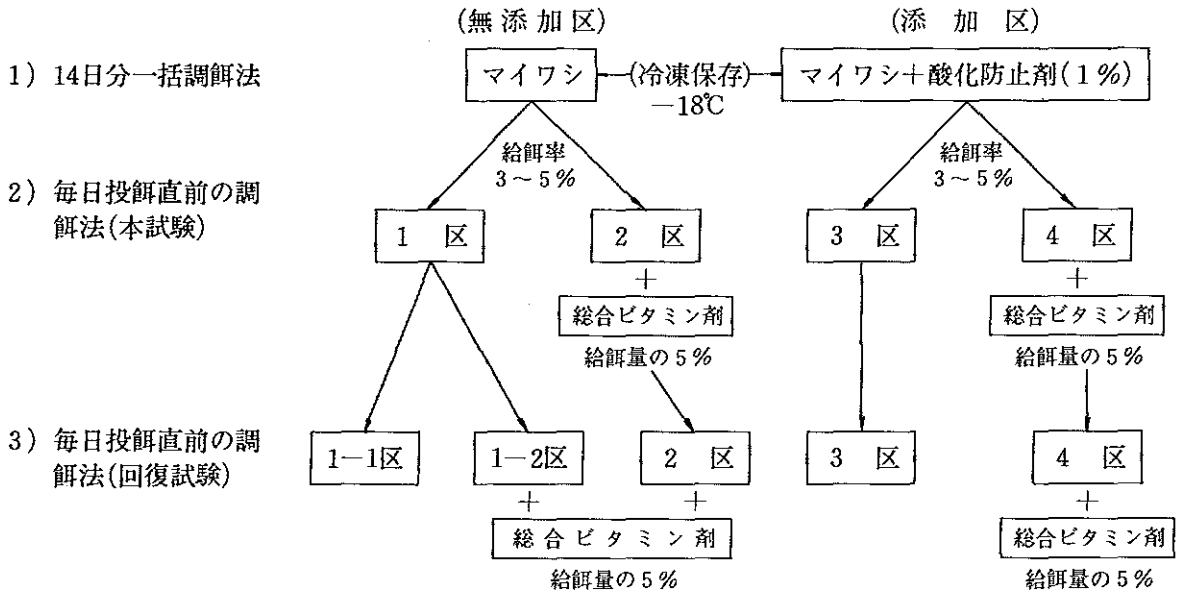 (無添加区) (添 加 区)
1) 14日分一括調餌法 マイワシ (冷凍保存) マイワシ+酸化防止剤(1%)
−18℃
給餌率 給餌率
3~5% 3~5%
2) 毎日投餌直前の調
餌法(本試験) 1 区 2 区 3 区 4 区
+ +
総合ビタミン剤 総合ビタミン剤
給餌量の5% 給餌量の5%
3) 毎日投餌直前の調
餌法(回復試験) 1−1区 1−2区 2 区 3 区 4 区
+ + +
総合ビタミン剤 総合ビタミン剤
給餌量の5% 給餌量の5%